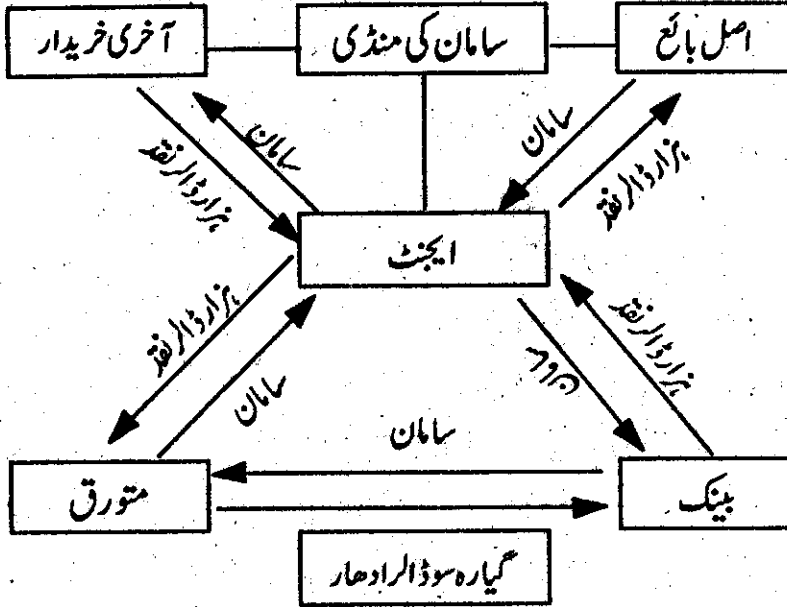 اصل بائع
سامان کی منڈی
آخری خریدار
سامان
ہزار ڈالر نقد
سامان
ہزار ڈالر نقد
ایجنٹ
ہزار ڈالر نقد
ہزار ڈالر نقد
سامان
سامان
بینک
متورق
گیارہ سو ڈالر ادھار